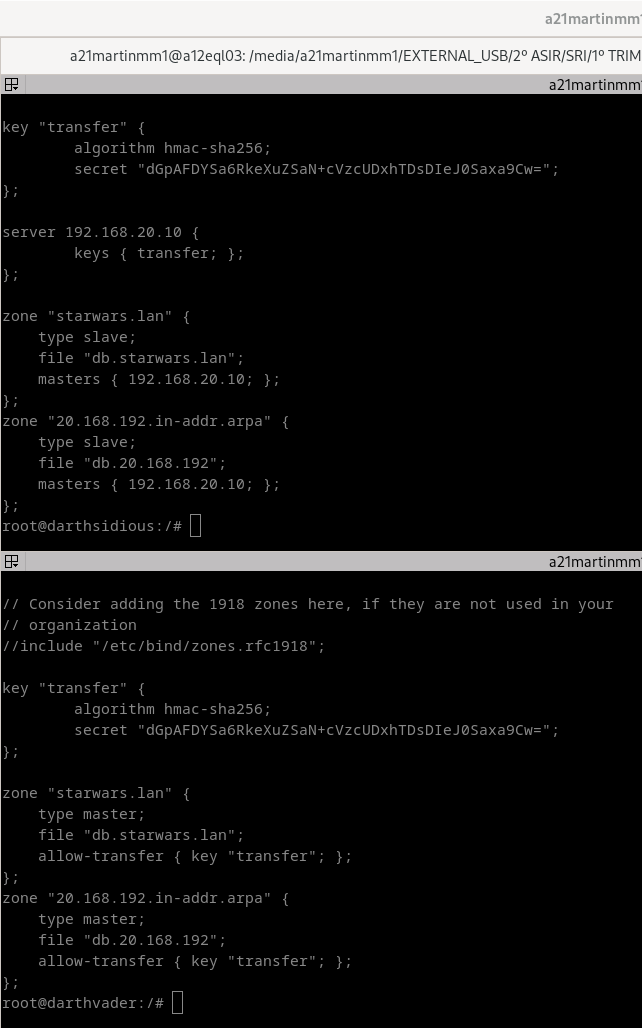 a21martinmm1
a21martinmm1@a12eql03: /media/a21martinmm1/EXTERNAL_USB/2º ASIR/SRI/1º TRIM
a21martinmm1
key "transfer" {
        algorithm hmac-sha256;
        secret "dGpAFDYSa6RkeXuZSaN+cVzcUDxhTDsDIeJ0Saxa9Cw=";
};

server 192.168.20.10 {
        keys { transfer; };
};

zone "starwars.lan" {
    type slave;
    file "db.starwars.lan";
    masters { 192.168.20.10; };
};
zone "20.168.192.in-addr.arpa" {
    type slave;
    file "db.20.168.192";
    masters { 192.168.20.10; };
};
root@darthsidious:/#
a21martinmm1
// Consider adding the 1918 zones here, if they are not used in your
// organization
//include "/etc/bind/zones.rfc1918";

key "transfer" {
        algorithm hmac-sha256;
        secret "dGpAFDYSa6RkeXuZSaN+cVzcUDxhTDsDIeJ0Saxa9Cw=";
};

zone "starwars.lan" {
    type master;
    file "db.starwars.lan";
    allow-transfer { key "transfer"; };
};
zone "20.168.192.in-addr.arpa" {
    type master;
    file "db.20.168.192";
    allow-transfer { key "transfer"; };
};
root@darthvader:/#